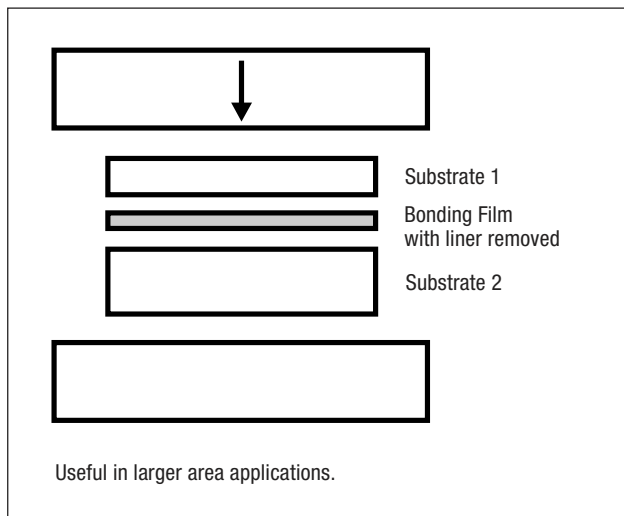 Substrate 1
Bonding Film
with liner removed
Substrate 2
Useful in larger area applications.